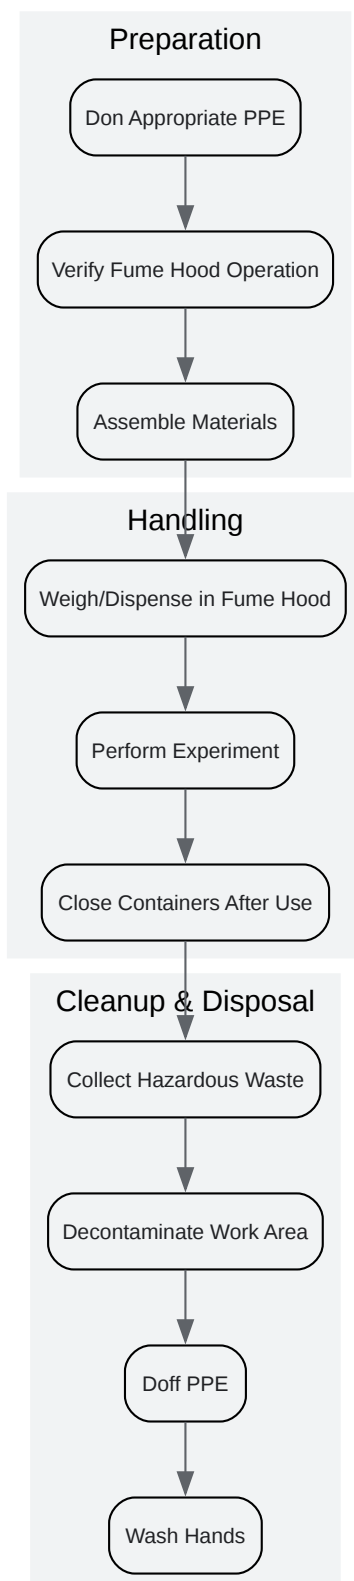 Preparation
Don Appropriate PPE
Verify Fume Hood Operation
Assemble Materials
Handling
Weigh/Dispense in Fume Hood
Perform Experiment
Close Containers After Use
Cleanup & Disposal
Collect Hazardous Waste
Decontaminate Work Area
Doff PPE
Wash Hands